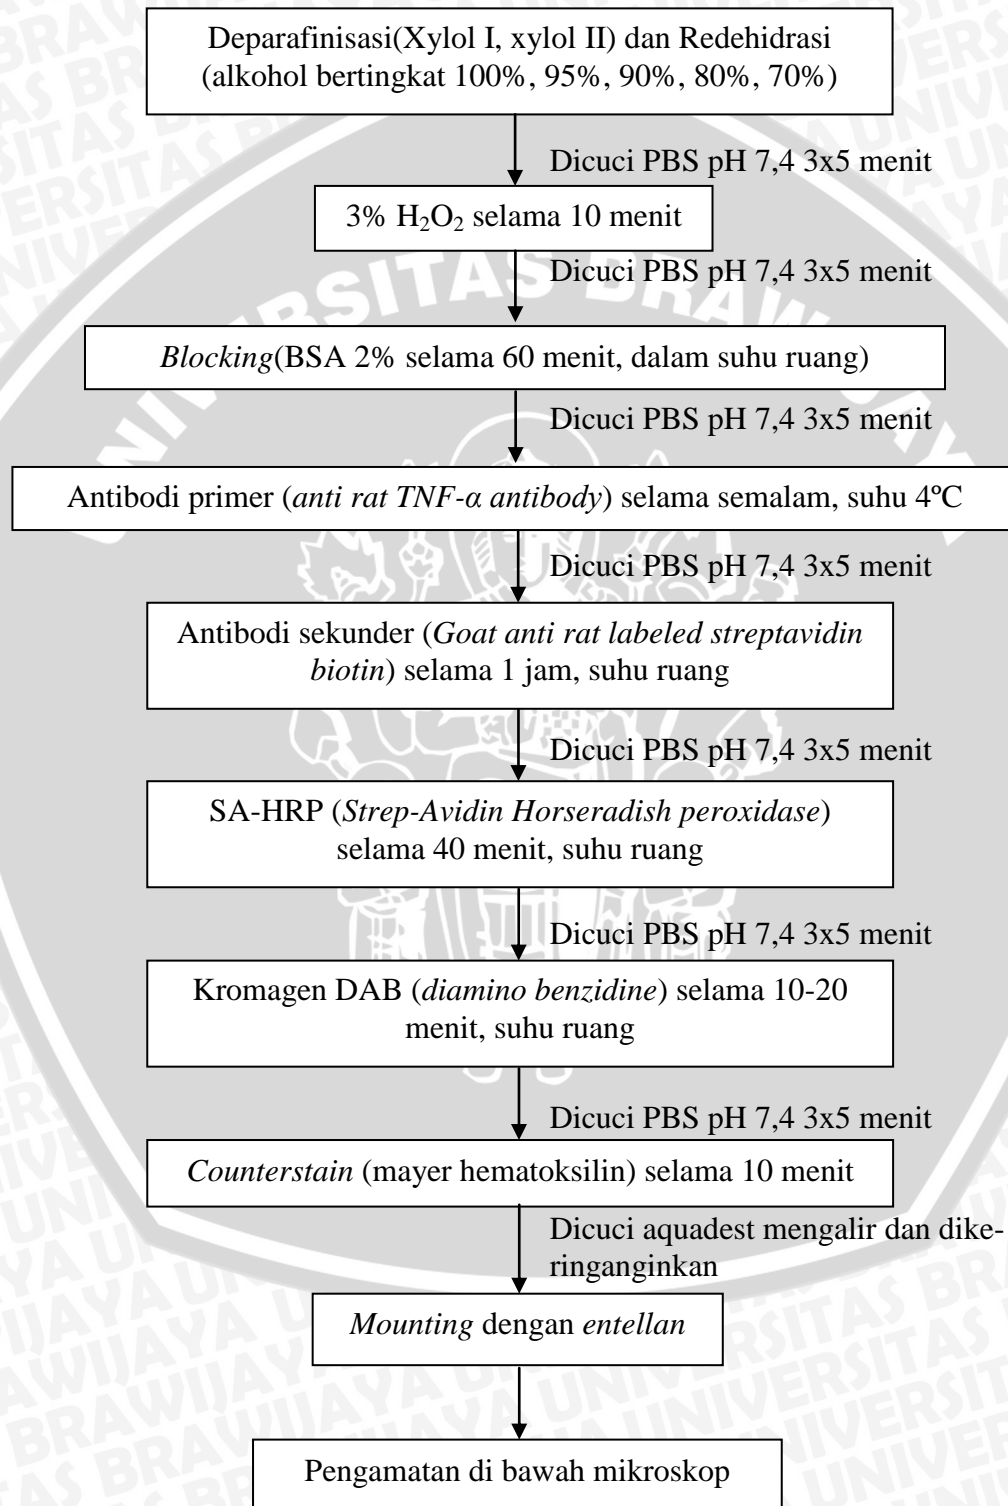 Deparafinisasi(Xylol I, xylol II) dan Redehidrasi
(alkohol bertingkat 100%, 95%, 90%, 80%, 70%)
Dicuci PBS pH 7,4 3x5 menit
3% H₂O₂ selama 10 menit
Dicuci PBS pH 7,4 3x5 menit
Blocking(BSA 2% selama 60 menit, dalam suhu ruang)
Dicuci PBS pH 7,4 3x5 menit
Antibodi primer (anti rat TNF-α antibody) selama semalam, suhu 4ºC
Dicuci PBS pH 7,4 3x5 menit
Antibodi sekunder (Goat anti rat labeled streptavidin
biotin) selama 1 jam, suhu ruang
Dicuci PBS pH 7,4 3x5 menit
SA-HRP (Strep-Avidin Horseradish peroxidase)
selama 40 menit, suhu ruang
Dicuci PBS pH 7,4 3x5 menit
Kromagen DAB (diamino benzidine) selama 10-20
menit, suhu ruang
Dicuci PBS pH 7,4 3x5 menit
Counterstain (mayer hematoksilin) selama 10 menit
Dicuci aquadest mengalir dan dike-
ringanginkan
Mounting dengan entellan
Pengamatan di bawah mikroskop
UNIVERSITAS BRAWIJAYA